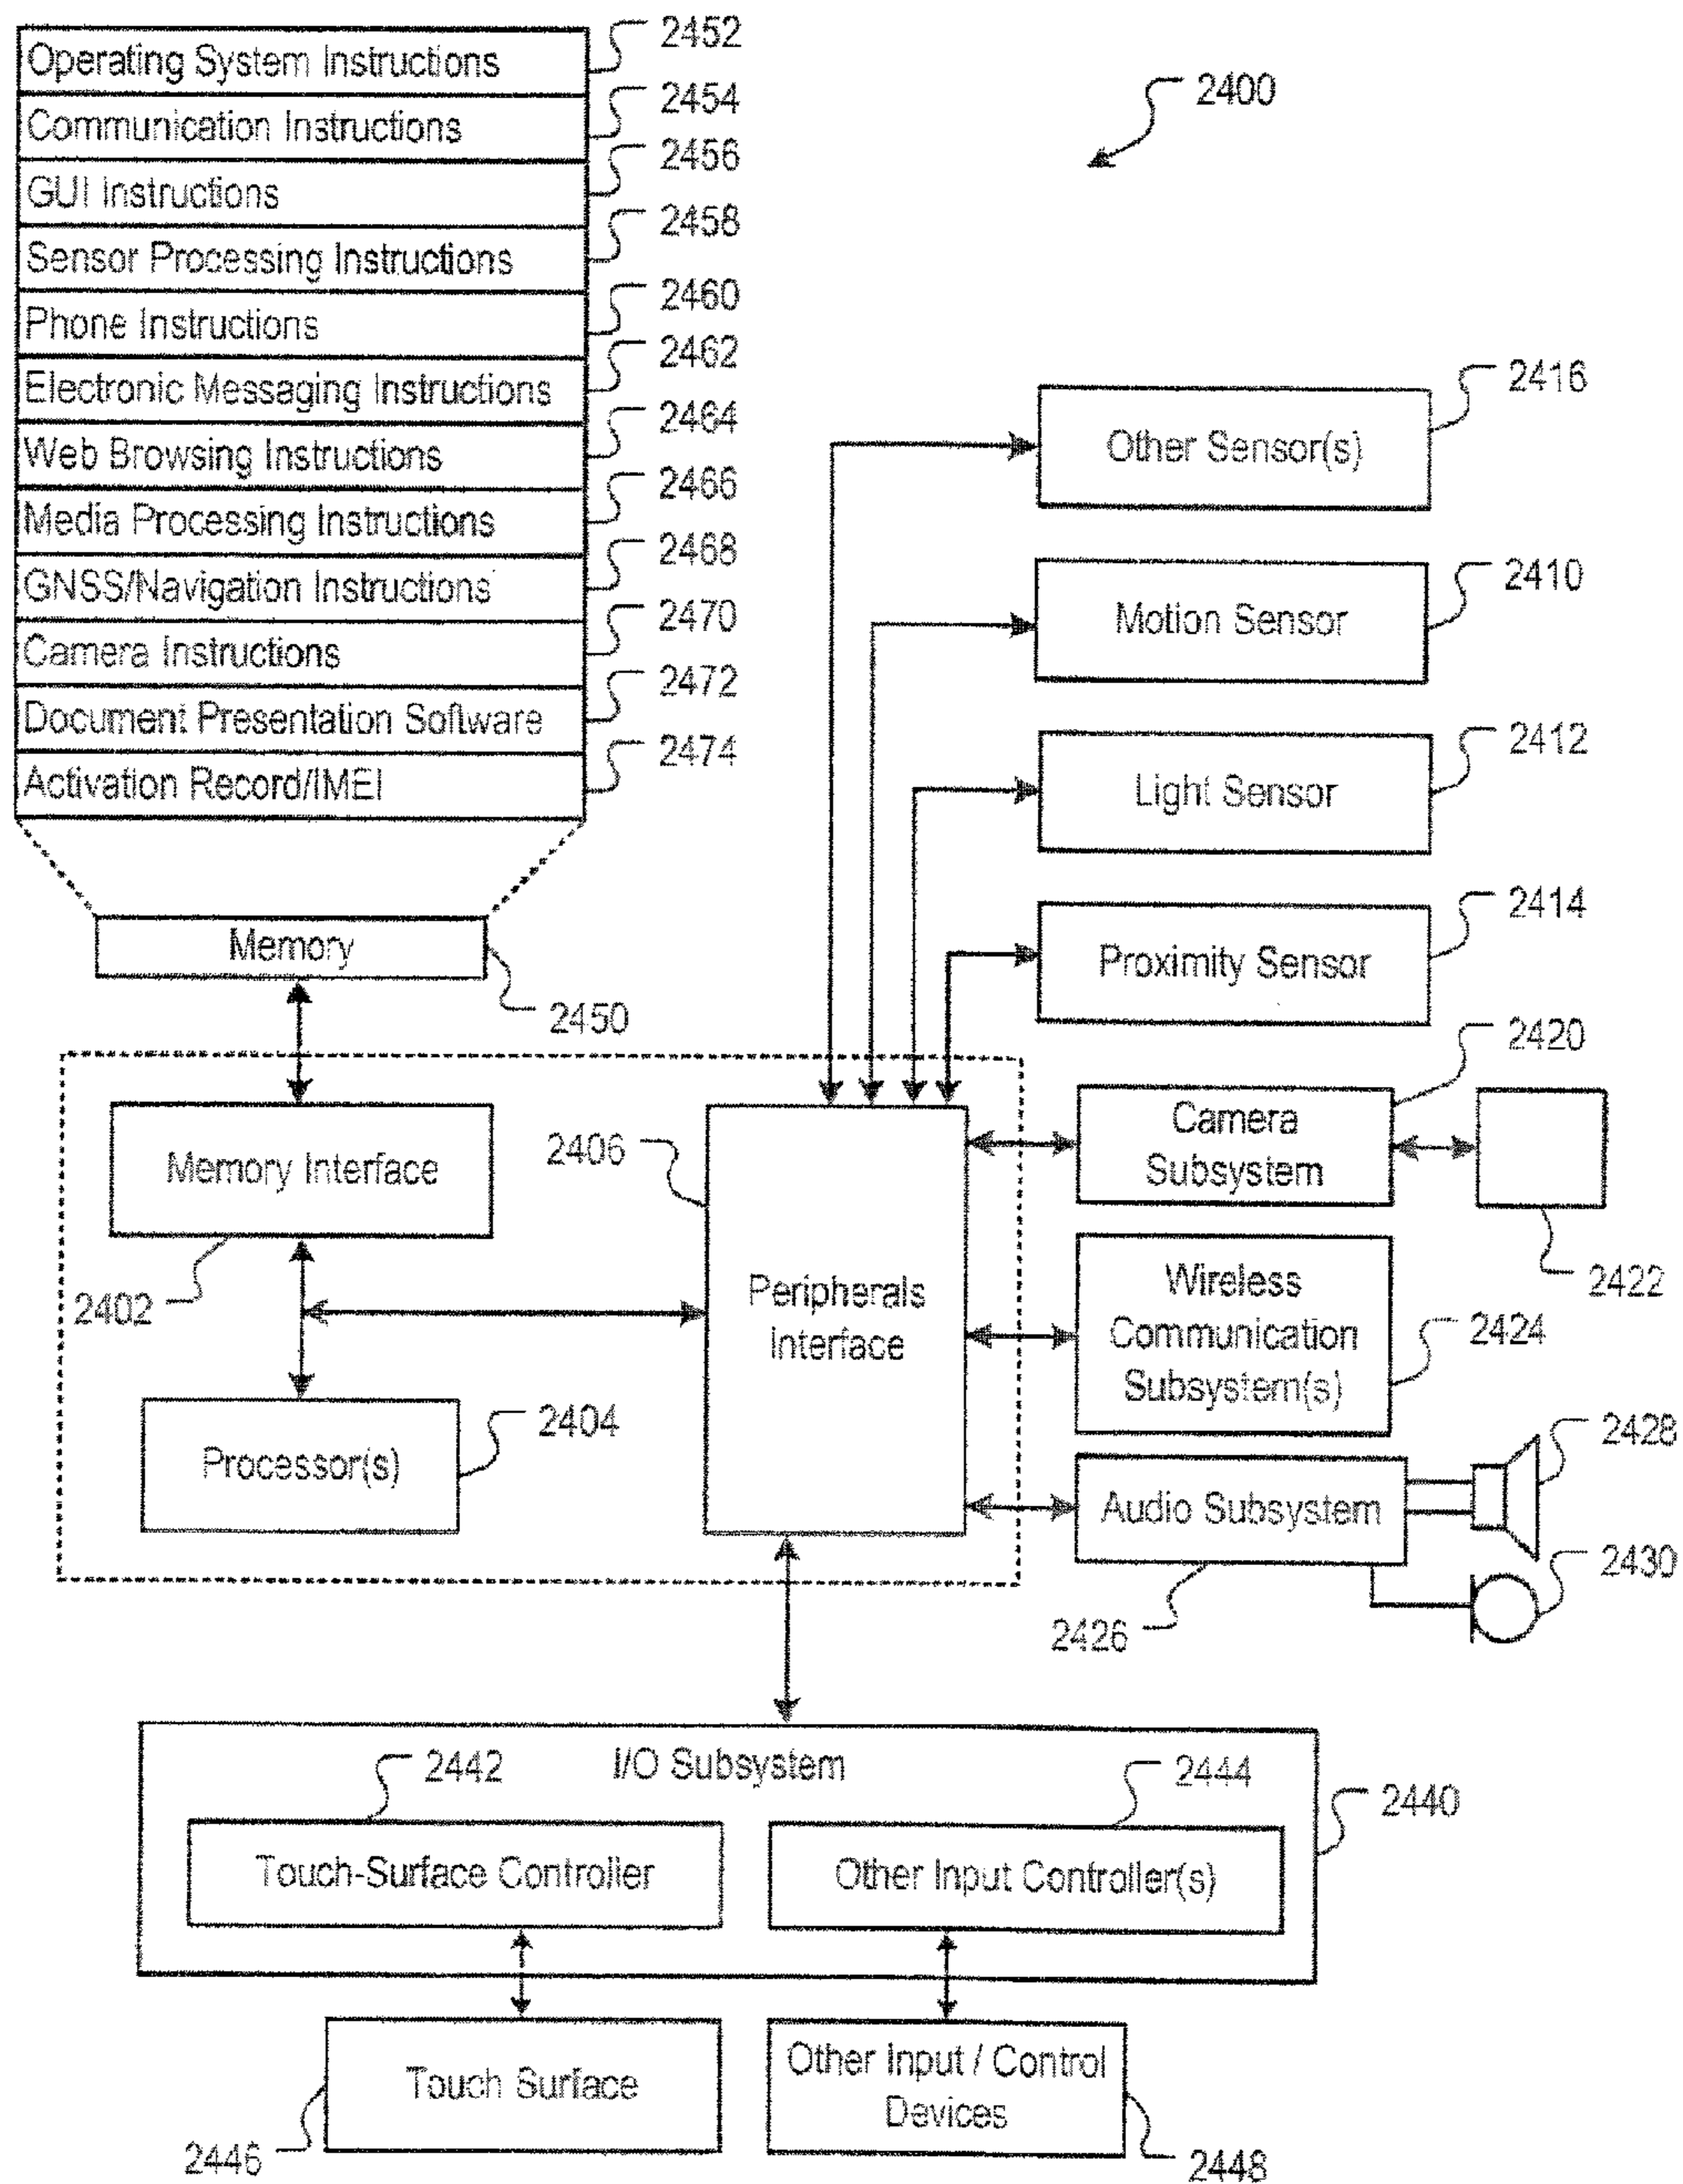 Operating System Instructions
2452
Communication Instructions
2454
GUI Instructions
2456
Sensor Processing Instructions
2458
Phone Instructions
2460
Electronic Messaging Instructions
2462
Web Browsing Instructions
2464
Media Processing Instructions
2466
GNSS/Navigation Instructions
2468
Camera Instructions
2470
Document Presentation Software
2472
Activation Record/IMEI
2474
2400
Other Sensor(s)
2416
Motion Sensor
2410
Light Sensor
2412
Proximity Sensor
2414
Memory
2450
Memory Interface
2402
2406
Peripherals
Interface
Processor(s)
2404
Camera
Subsystem
2420
2422
Wireless
Communication
Subsystem(s)
2424
Audio Subsystem
2426
2428
2430
I/O Subsystem
2440
2442
Touch-Surface Controller
2444
Other Input Controller(s)
Touch Surface
2446
Other Input / Control
Devices
2448